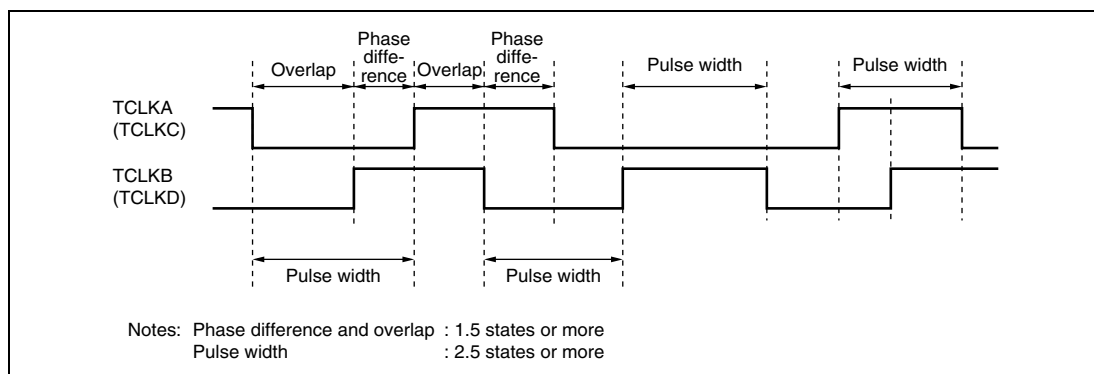 Phase
diffe-
rence
Phase
diffe-
rence
Overlap
Overlap
Pulse width
Pulse width
TCLKA
(TCLKC)
TCLKB
(TCLKD)
Pulse width
Pulse width
Notes: Phase difference and overlap : 1.5 states or more
Pulse width : 2.5 states or more